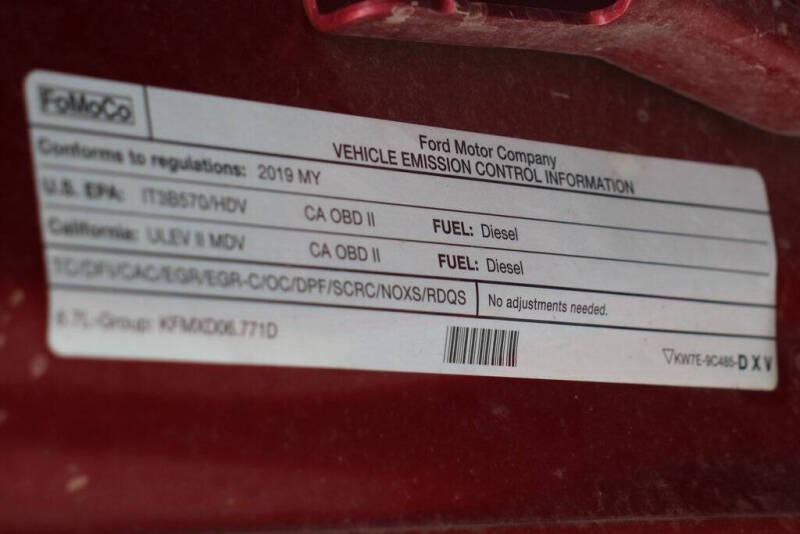 FoMoCo
Ford Motor Company
VEHICLE EMISSION CONTROL INFORMATION
Conforms to regulations: 2019 MY
U.S. EPA: IT3B570/HDV CA OBD II FUEL: Diesel
California: ULEV II MDV CA OBD II FUEL: Diesel
TC/DFI/CAC/EGR/EGR-C/OC/DPF/SCRC/NOXS/RDQS No adjustments needed.
6.7L-Group: KFMXD06.771D
▽KW7E-9C485-D X V